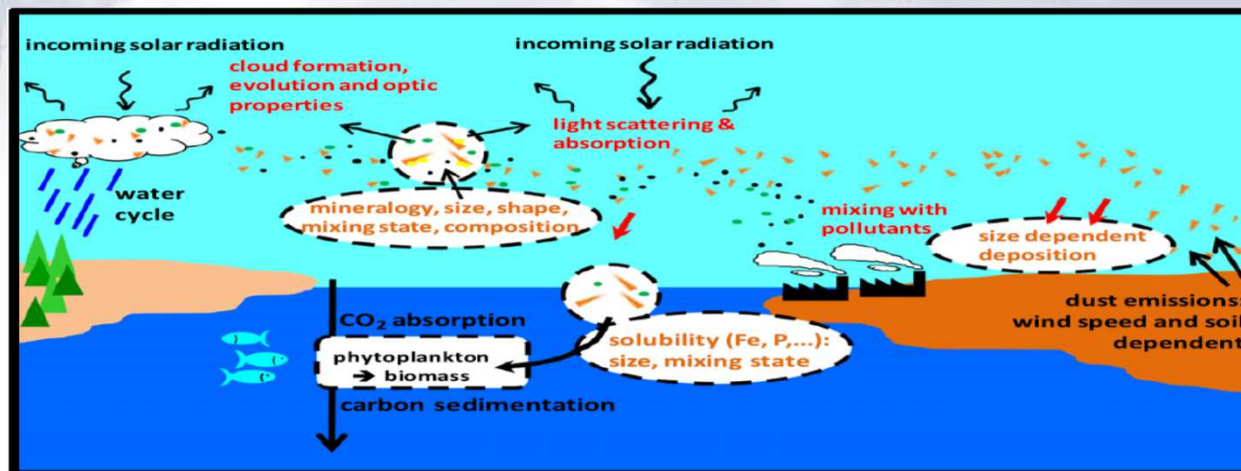 incoming solar radiation
incoming solar radiation
cloud formation,
evolution and optic
properties
light scattering &
absorption
water
cycle
mineralogy, size, shape,
mixing state, composition
mixing with
pollutants
size dependent
deposition
dust emissions:
wind speed and soil
dependent
CO₂ absorption
phytoplankton
➔ biomass
carbon sedimentation
solubility (Fe, P,...):
size, mixing state